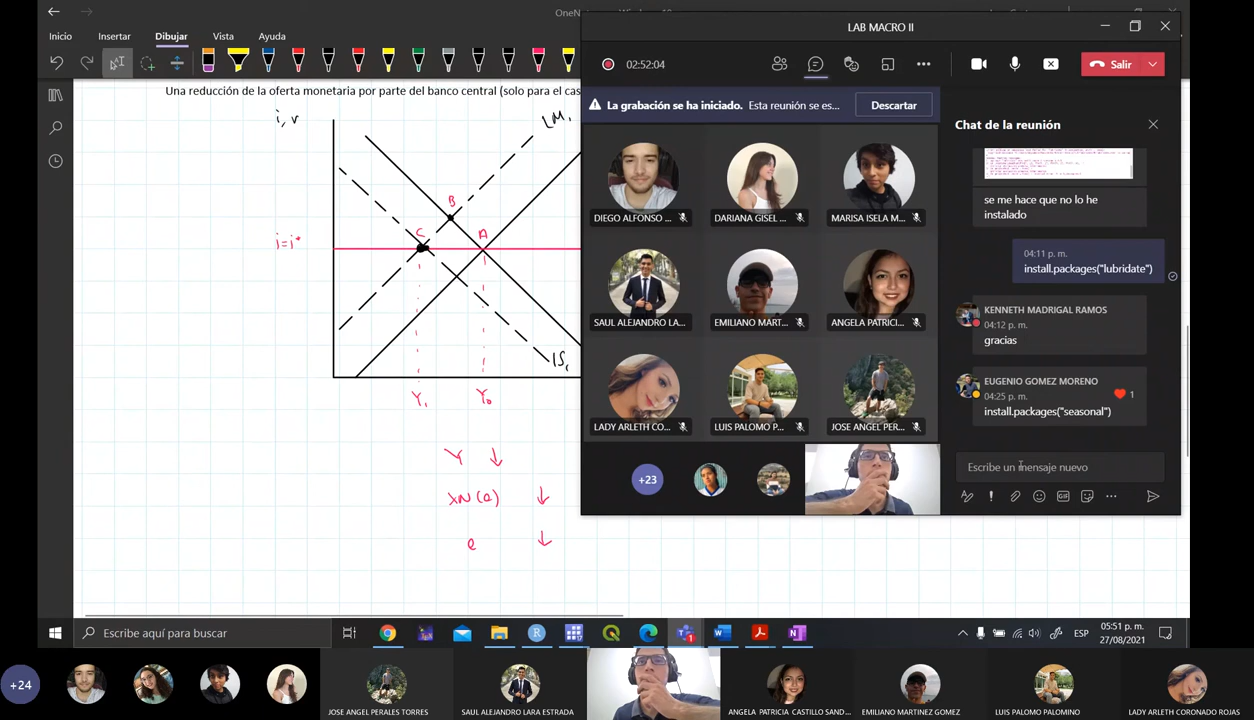 OneNote
Inicio Insertar Dibujar Vista Ayuda
Una reducción de la oferta monetaria por parte del banco central (solo para el cas
i, r
LM₁
B
C
A
i=i*
IS₁
Y₁
Y₀
Y ↓
XN(e) ↓
e ↓
LAB MACRO II
02:52:04
Salir
La grabación se ha iniciado. Esta reunión se es...
Descartar
DIEGO ALFONSO ...
DARIANA GISEL ...
MARISA ISELA M...
SAUL ALEJANDRO LA...
EMILIANO MART...
ANGELA PATRICI...
LADY ARLETH CO...
LUIS PALOMO P...
JOSE ANGEL PER...
+23
Chat de la reunión
se me hace que no lo he
instalado
04:11 p. m.
install.packages("lubridate")
KENNETH MADRIGAL RAMOS
04:12 p. m.
gracias
EUGENIO GOMEZ MORENO
04:25 p. m.
1
install.packages("seasonal")
Escribe un mensaje nuevo
GIF
Escribe aquí para buscar
ESP
05:51 p. m.
27/08/2021
+24
JOSE ANGEL PERALES TORRES
SAUL ALEJANDRO LARA ESTRADA
ANGELA PATRICIA CASTILLO SAND...
EMILIANO MARTINEZ GOMEZ
LUIS PALOMO PALOMINO
LADY ARLETH CORONADO ROJAS